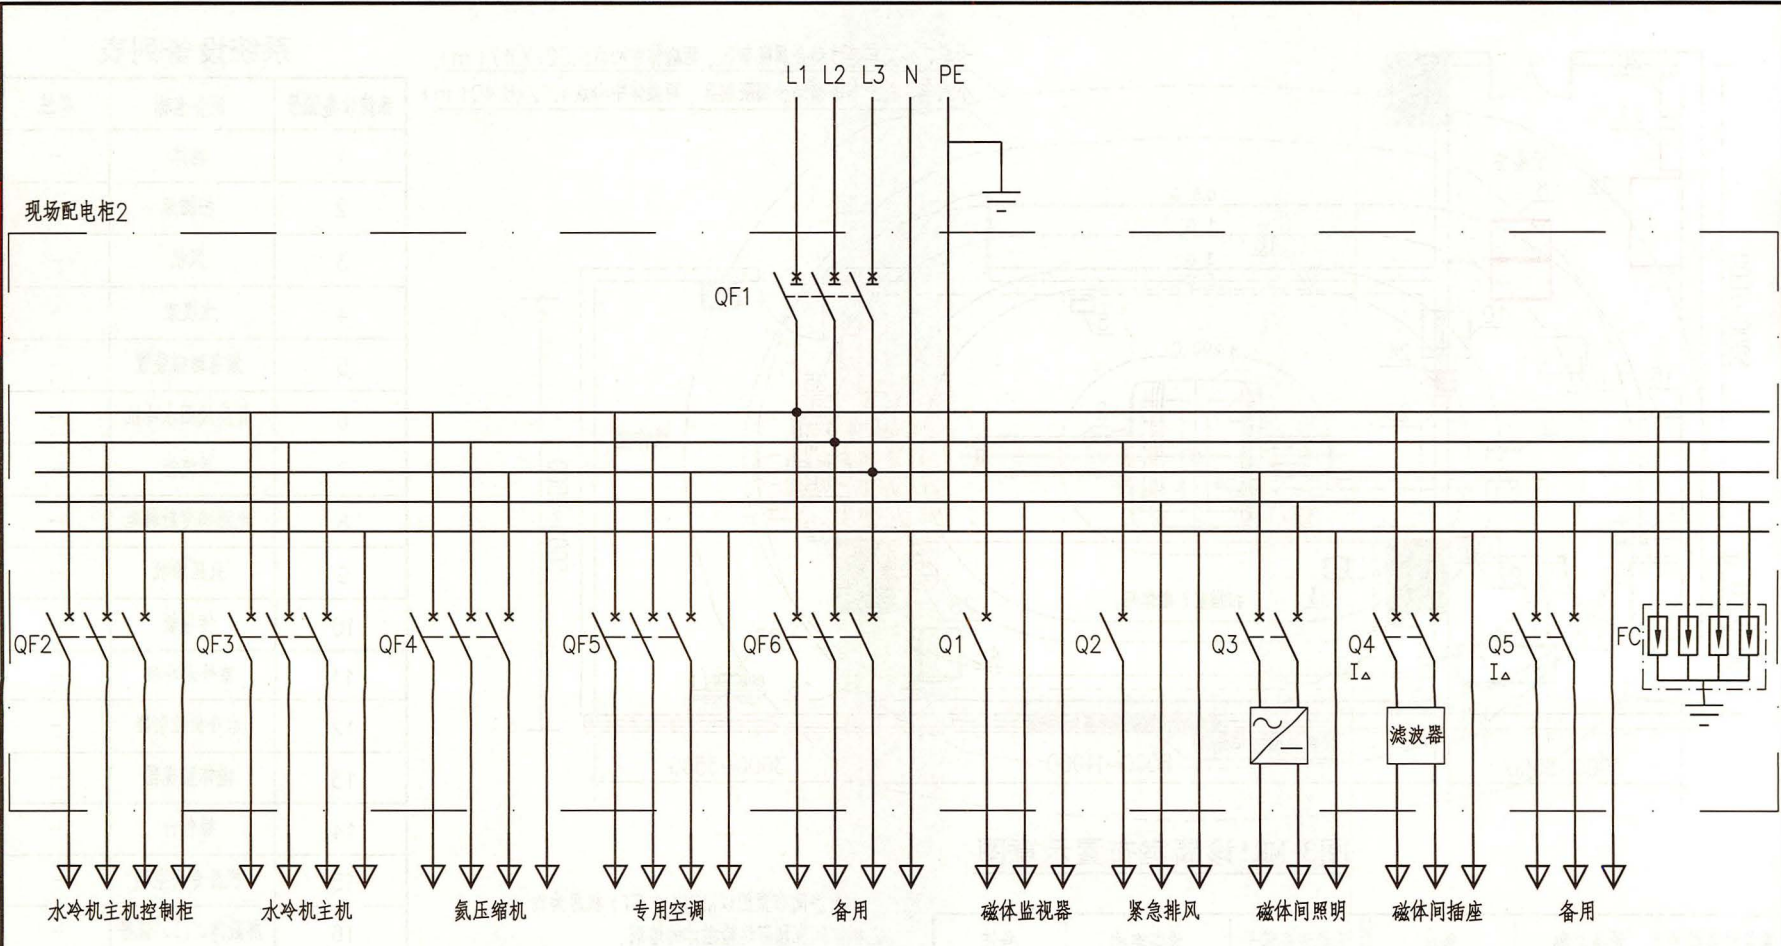 L1 L2 L3 N PE
现场配电柜2
QF1
QF2 QF3 QF4 QF5 QF6 Q1 Q2 Q3 Q4 Q5 FC
I△ I△
滤波器
水冷机主机控制柜 水冷机主机 氦压缩机 专用空调 备用 磁体监视器 紧急排风 磁体间照明 磁体间插座 备用